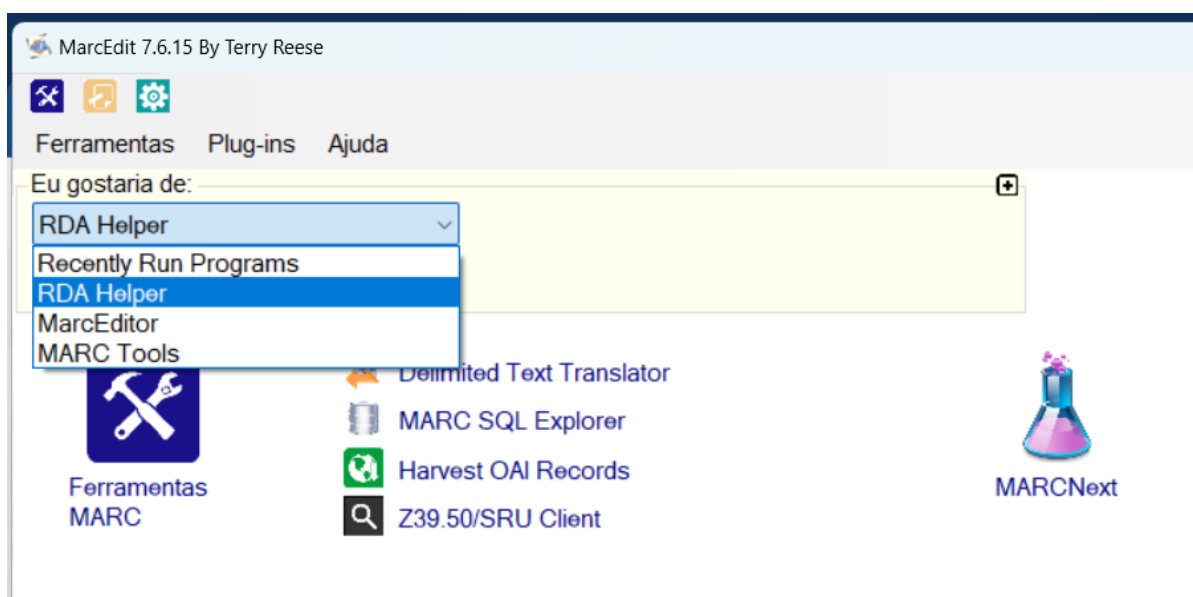 MarcEdit 7.6.15 By Terry Reese
Ferramentas Plug-ins Ajuda
Eu gostaria de:
RDA Helper
Recently Run Programs
RDA Helper
MarcEditor
MARC Tools
Delimited Text Translator
MARC SQL Explorer
Harvest OAI Records
Z39.50/SRU Client
Ferramentas
MARC
MARCNext